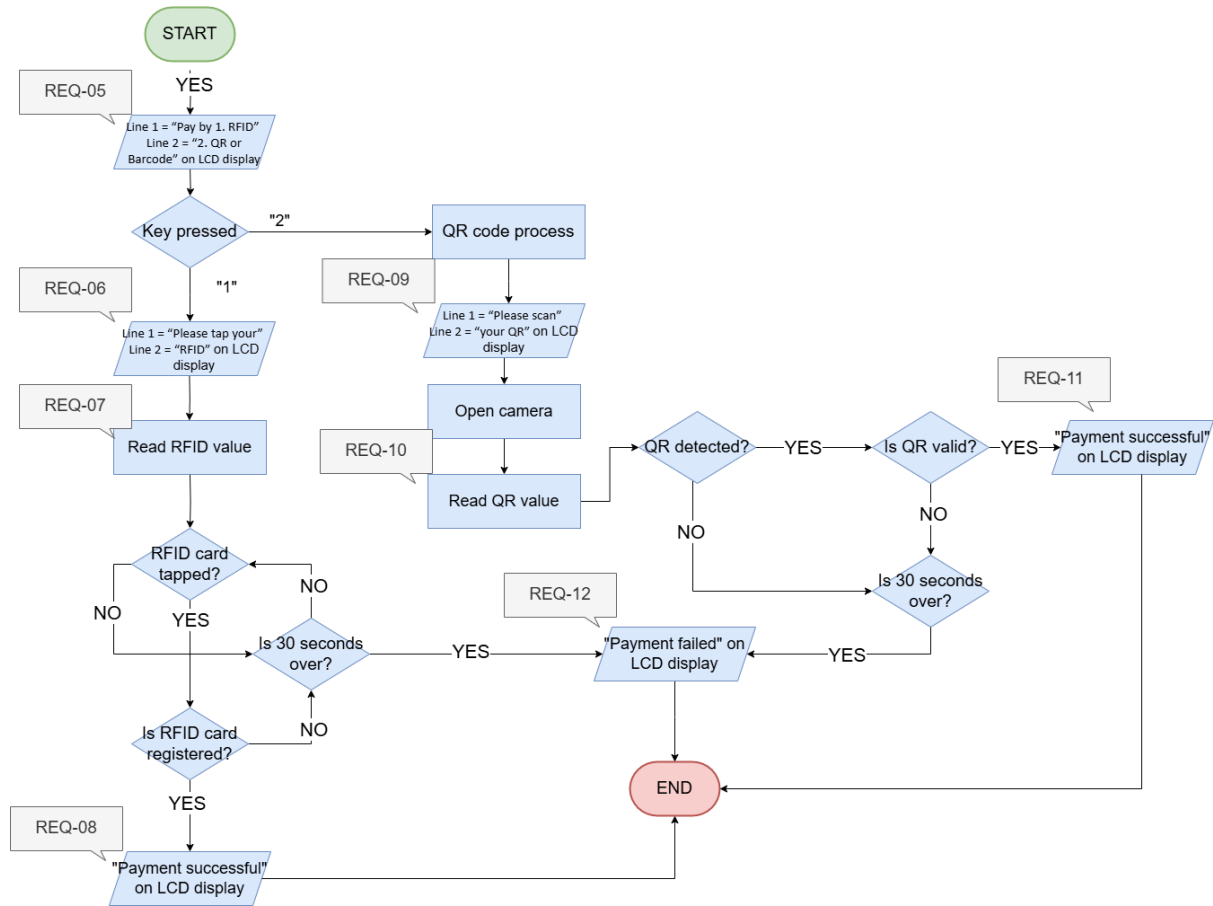 START
YES
REQ-05
Line 1 = “Pay by 1. RFID”
Line 2 = “2. QR or
Barcode” on LCD display
Key pressed
"2"
QR code process
"1"
REQ-06
REQ-09
Line 1 = “Please tap your”
Line 2 = “RFID” on LCD
display
Line 1 = “Please scan”
Line 2 = “your QR” on LCD
display
REQ-07
Read RFID value
Open camera
REQ-10
Read QR value
QR detected?
YES
Is QR valid?
YES
REQ-11
"Payment successful"
on LCD display
NO
NO
Is 30 seconds
over?
YES
RFID card
tapped?
NO
YES
NO
Is 30 seconds
over?
YES
REQ-12
"Payment failed" on
LCD display
Is RFID card
registered?
NO
YES
REQ-08
"Payment successful"
on LCD display
END